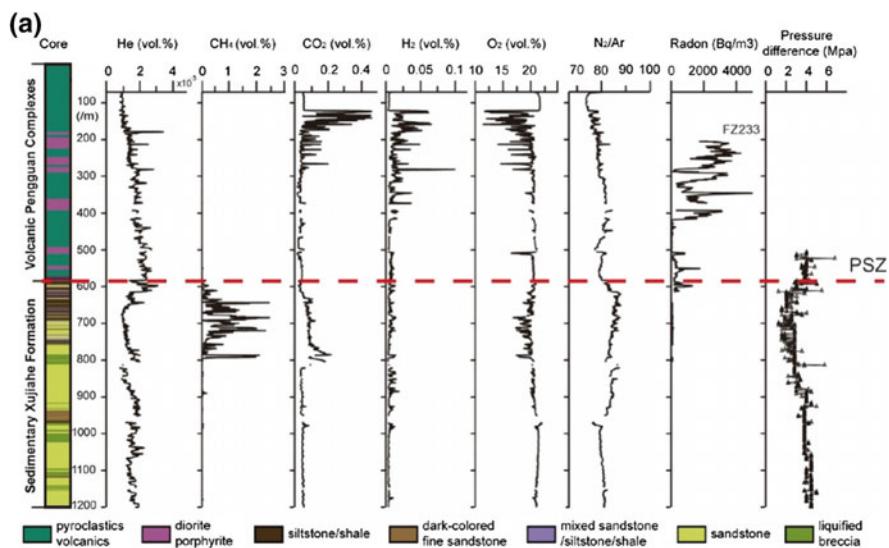 (a)
Core He (vol.%) CH₄ (vol.%) CO₂ (vol.%) H₂ (vol.%) O₂ (vol.%) N₂/Ar Radon (Bq/m3) Pressure difference (Mpa)
0 2 4 0 1 2 3 0 0.2 0.4 0 0.05 0.1 10 15 20 70 80 90 100 0 2000 4000 0 2 4 6 8
x10³
100
(/m)
200
300
400
500
600
700
800
900
1000
1100
1200
Volcanic Pengguan Complexes
Sedimentary Xujiahe Formation
FZ233
PSZ
pyroclastics volcanics
diorite porphyrite
siltstone/shale
dark-colored fine sandstone
mixed sandstone /siltstone/shale
sandstone
liquified breccia